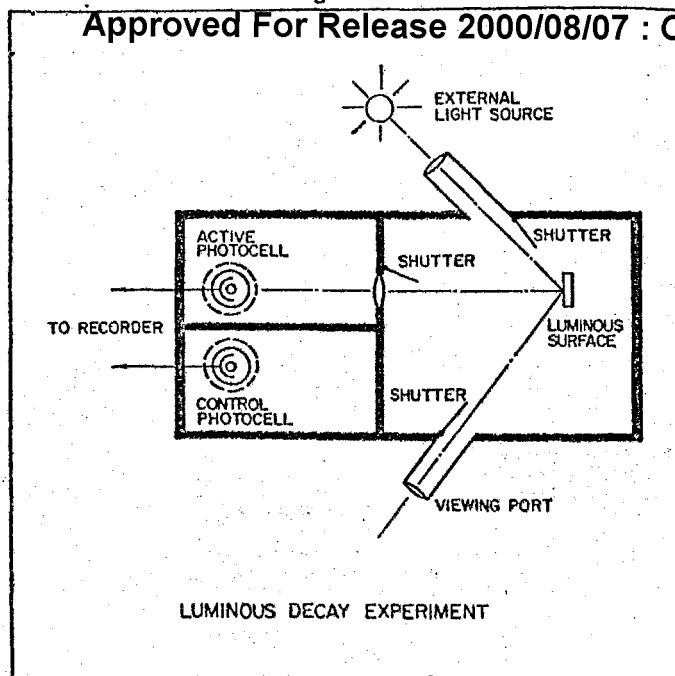 Approved For Release 2000/08/07 : C
EXTERNAL
LIGHT SOURCE
SHUTTER
ACTIVE
PHOTOCELL
SHUTTER
TO RECORDER
LUMINOUS
SURFACE
CONTROL
PHOTOCELL
SHUTTER
VIEWING PORT
LUMINOUS DECAY EXPERIMENT